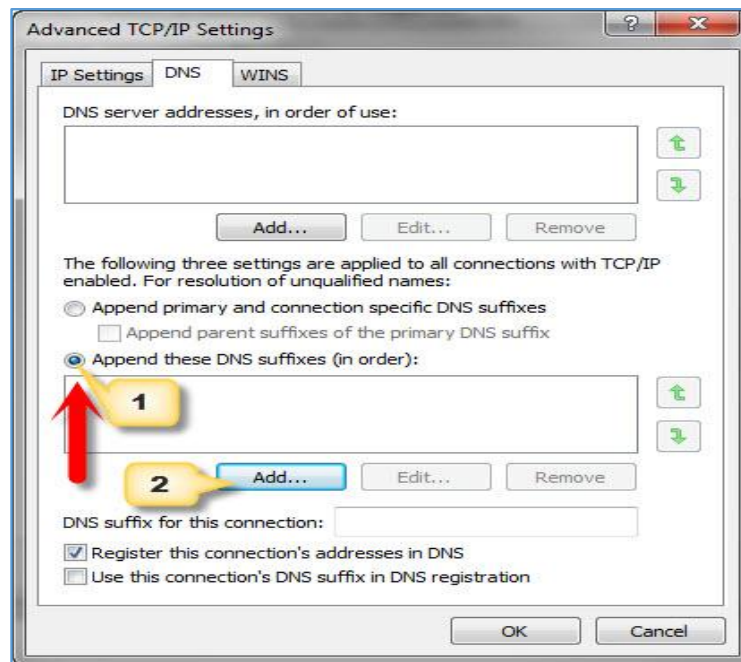 Advanced TCP/IP Settings
IP Settings DNS WINS
DNS server addresses, in order of use:
Add... Edit... Remove
The following three settings are applied to all connections with TCP/IP
enabled. For resolution of unqualified names:
Append primary and connection specific DNS suffixes
Append parent suffixes of the primary DNS suffix
Append these DNS suffixes (in order):
1
2 Add... Edit... Remove
DNS suffix for this connection:
Register this connection's addresses in DNS
Use this connection's DNS suffix in DNS registration
OK Cancel